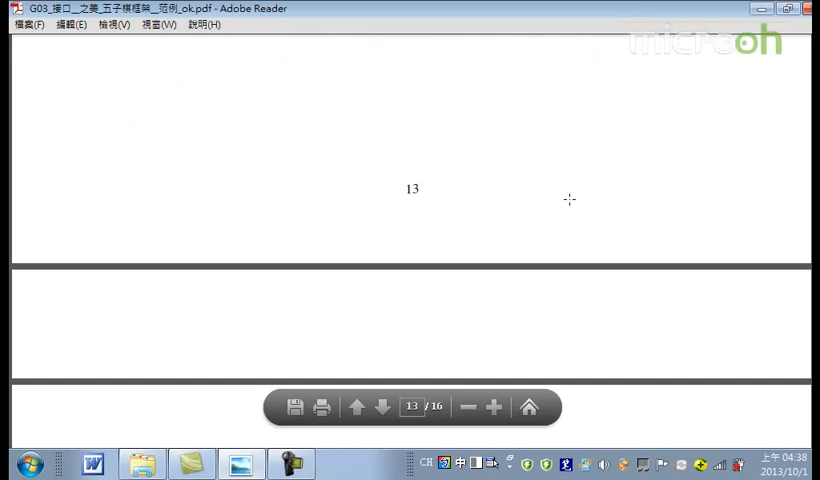 G03_接口__之美_五子棋框架__范例_ok.pdf - Adobe Reader
檔案(F) 編輯(E) 檢視(V) 視窗(W) 說明(H)
microoh
13
13 / 16
CH 中
上午 04:38
2013/10/1